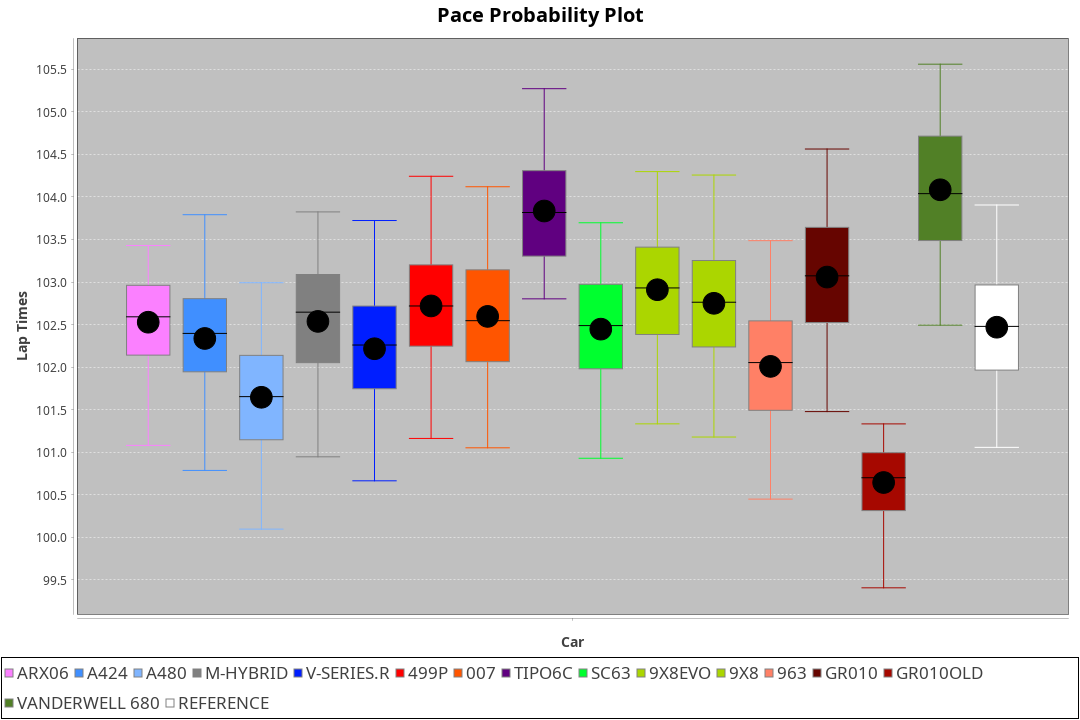 Pace Probability Plot
105.5
105.0
104.5
104.0
103.5
103.0
102.5
102.0
101.5
101.0
100.5
100.0
99.5
Lap Times
Car
ARX06 A424 A480 M-HYBRID V-SERIES.R 499P 007 TIPO6C SC63 9X8EVO 9X8 963 GR010 GR010OLD
VANDERWELL 680 REFERENCE